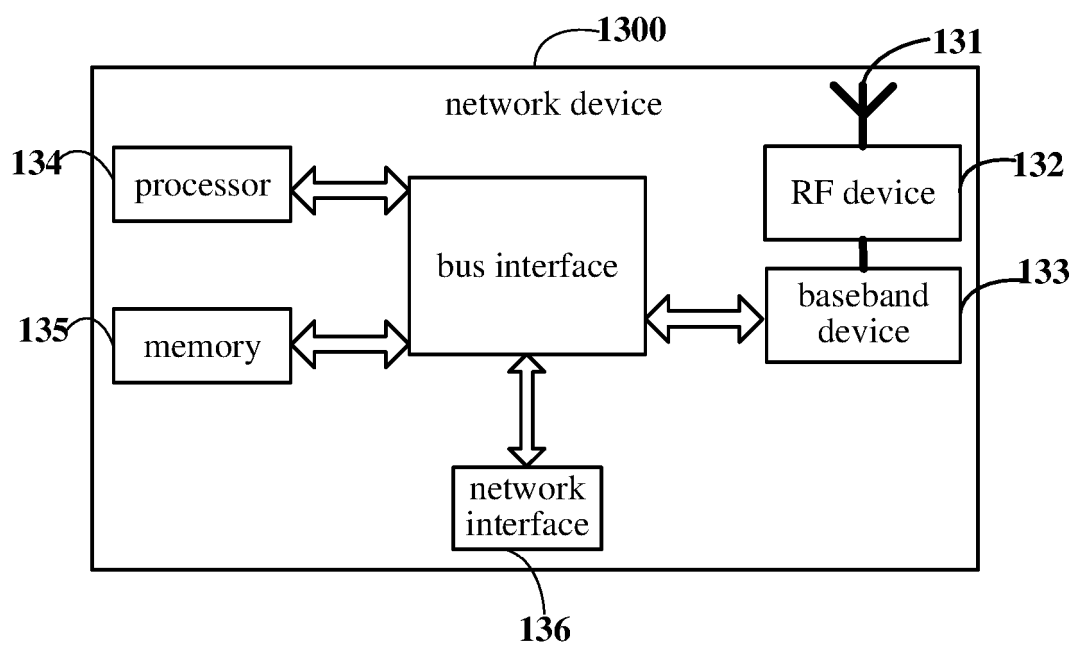 1300
131
network device
134
processor
RF device
132
bus interface
133
baseband
device
135
memory
network
interface
136